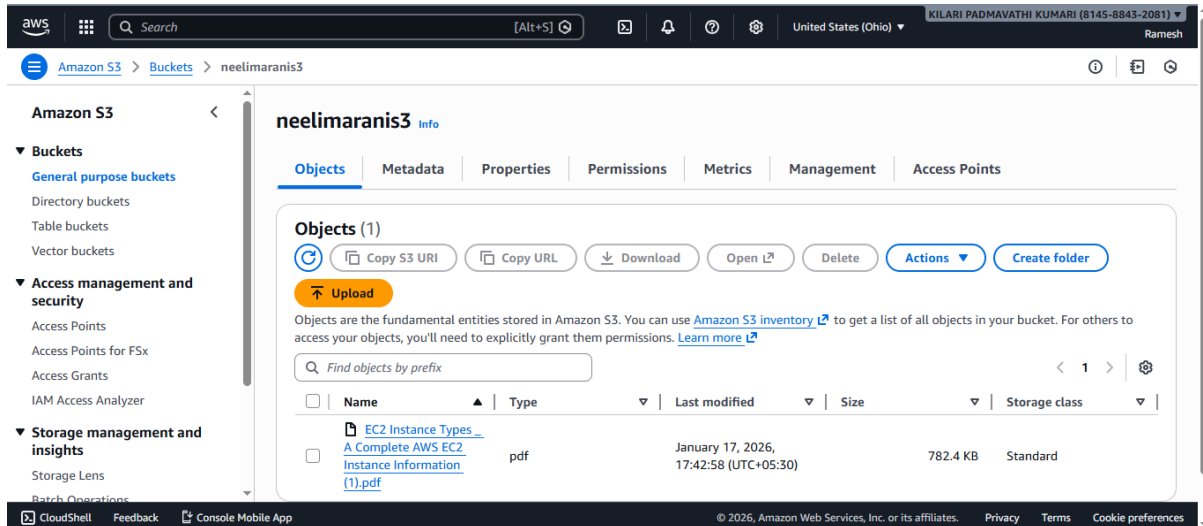 aws
Search [Alt+S]
United States (Ohio)
KILARI PADMAVATHI KUMARI (8145-8843-2081)
Ramesh
Amazon S3 > Buckets > neelimaranis3
Amazon S3
Buckets
General purpose buckets
Directory buckets
Table buckets
Vector buckets
Access management and
security
Access Points
Access Points for FSx
Access Grants
IAM Access Analyzer
Storage management and
insights
Storage Lens
Batch Operations
neelimaranis3 Info
Objects Metadata Properties Permissions Metrics Management Access Points
Objects (1)
Copy S3 URI Copy URL Download Open Delete Actions Create folder
Upload
Objects are the fundamental entities stored in Amazon S3. You can use Amazon S3 inventory to get a list of all objects in your bucket. For others to
access your objects, you'll need to explicitly grant them permissions. Learn more
Find objects by prefix
1
Name Type Last modified Size Storage class
EC2 Instance Types _
A Complete AWS EC2
Instance Information
(1).pdf
pdf
January 17, 2026,
17:42:58 (UTC+05:30)
782.4 KB
Standard
CloudShell Feedback Console Mobile App
© 2026, Amazon Web Services, Inc. or its affiliates. Privacy Terms Cookie preferences